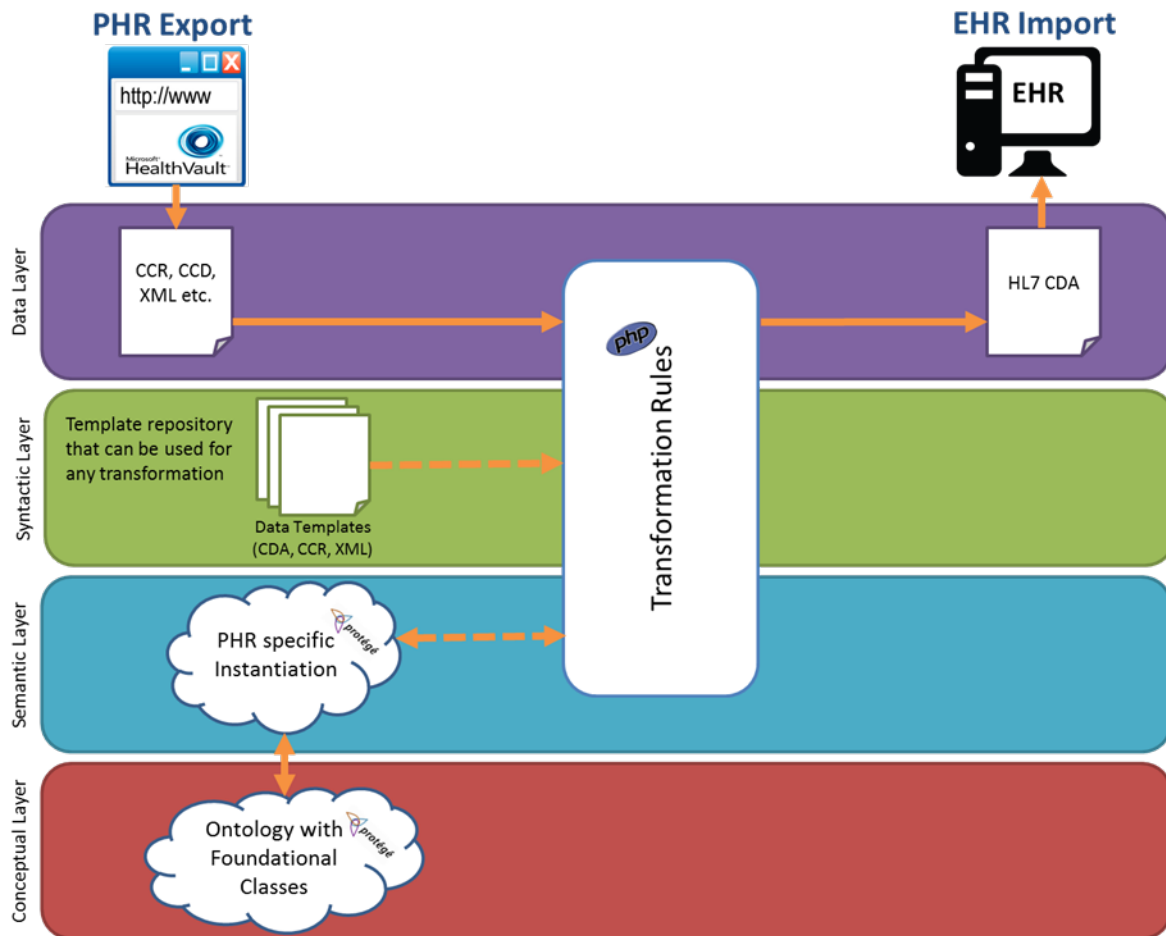 PHR Export
EHR Import
http://www
Microsoft
HealthVault
EHR
Data Layer
CCR, CCD,
XML etc.
HL7 CDA
php
Transformation Rules
Syntactic Layer
Template repository
that can be used for
any transformation
Data Templates
(CDA, CCR, XML)
Semantic Layer
PHR specific
Instantiation
protégé
Conceptual Layer
Ontology with
Foundational
Classes
protégé